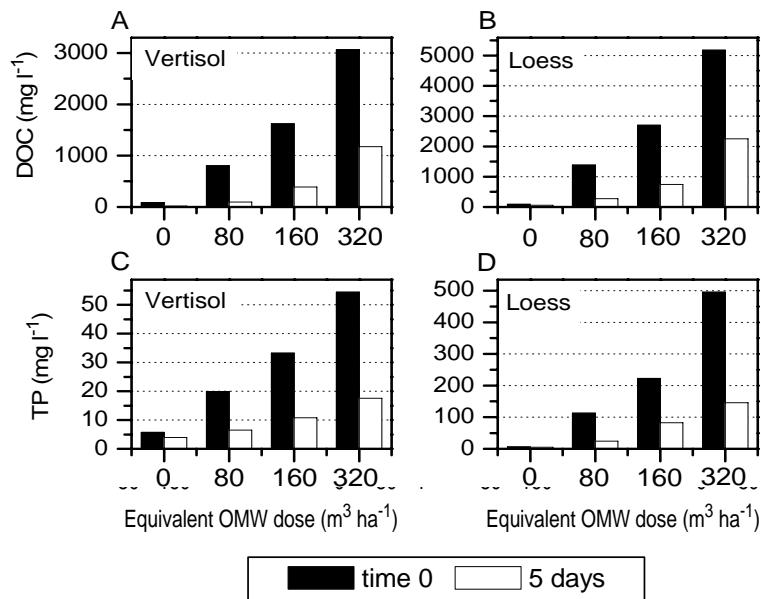 A
B
Vertisol
Loess
DOC (mg l-1)
3000
2000
1000
0
5000
4000
3000
2000
1000
0
0 80 160 320
0 80 160 320
C
D
Vertisol
Loess
TP (mg l-1)
50
40
30
20
10
0
500
400
300
200
100
0
0 80 160 320
0 80 160 320
Equivalent OMW dose (m3 ha-1)
Equivalent OMW dose (m3 ha-1)
time 0
5 days